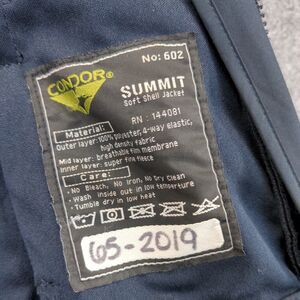 No: 602
CONDOR®
SUMMIT
Soft Shell Jacket
RN : 144081
Material:
Outer layer: 100% polyester, 4-way elastic,
high density fabric
Mid layer: breathable film membrane
Inner layer: super fine fleece
Care:
- No Bleach, No Iron, No Dry Clean
- Wash inside out in low temperture
- Tumble dry in low heat
65-2019